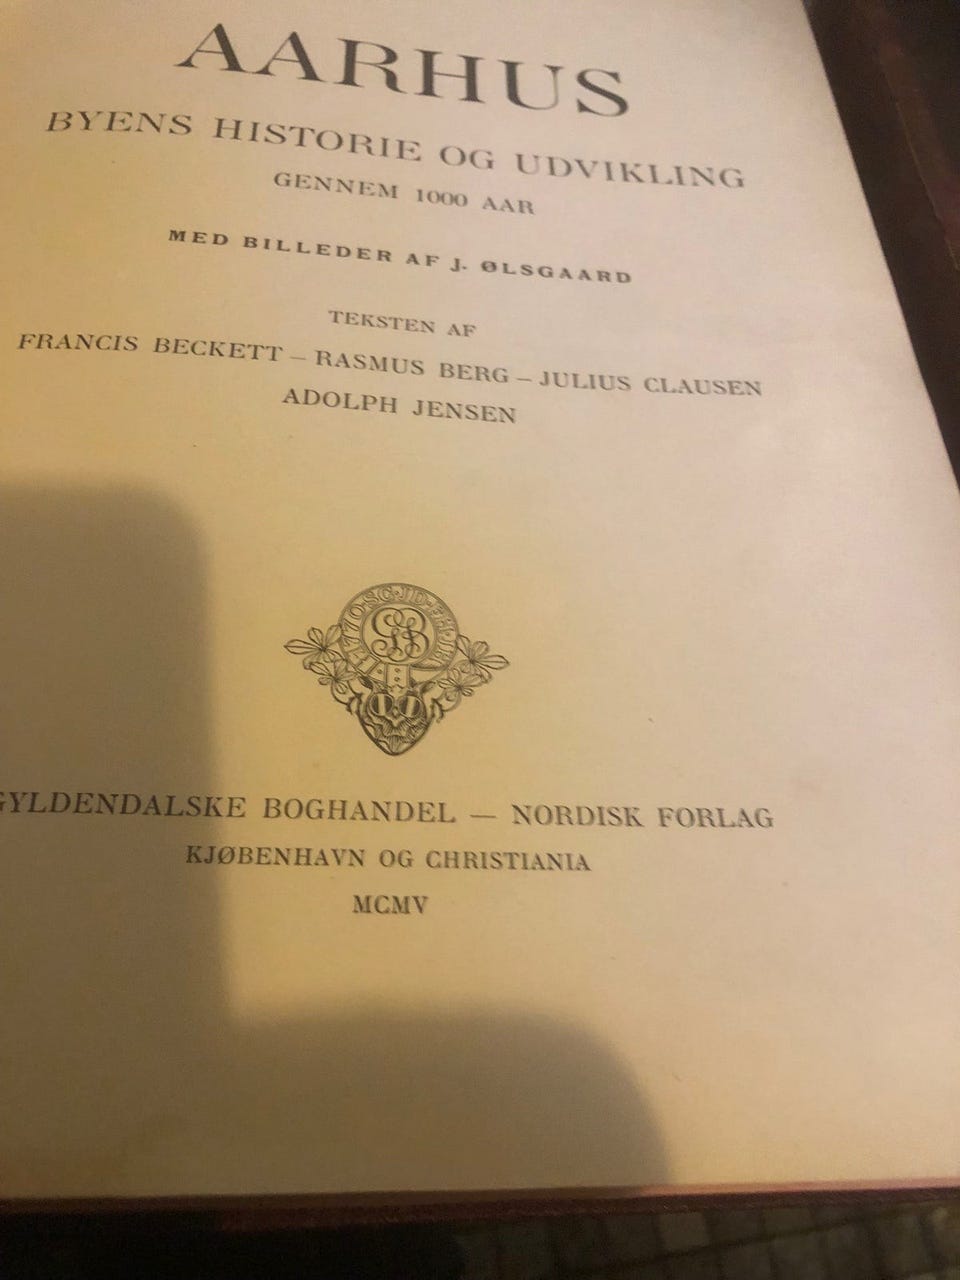 AARHUS
BYENS HISTORIE OG UDVIKLING
GENNEM 1000 AAR
MED BILLEDER AF J. ØLSGAARD
TEKSTEN AF
FRANCIS BECKETT – RASMUS BERG – JULIUS CLAUSEN
ADOLPH JENSEN
GYLDENDALSKE BOGHANDEL — NORDISK FORLAG
KJØBENHAVN OG CHRISTIANIA
MCMV